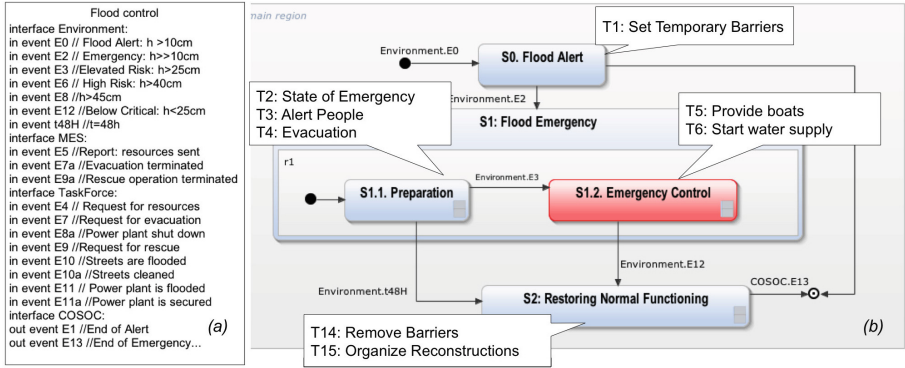 Flood control
interface Environment:
in event E0 // Flood Alert: h >10cm
in event E2 // Emergency: h>>10cm
in event E3 //Elevated Risk: h>25cm
in event E6 // High Risk: h>40cm
in event E8 //h>45cm
in event E12 //Below Critical: h<25cm
in event t48H //t=48h
interface MES:
in event E5 //Report: resources sent
in event E7a //Evacuation terminated
in event E9a //Rescue operation terminated
interface TaskForce:
in event E4 // Request for resources
in event E7 //Request for evacuation
in event E8a //Power plant shut down
in event E9 //Request for rescue
in event E10 //Streets are flooded
in event E10a //Streets cleaned
in event E11 // Power plant is flooded
in event E11a //Power plant is secured
interface COSOC:
out event E1 //End of Alert
out event E13 //End of Emergency...
(a)
main region
T1: Set Temporary Barriers
Environment.E0
S0. Flood Alert
T2: State of Emergency
T3: Alert People
T4: Evacuation
Environment.E2
T5: Provide boats
T6: Start water supply
S1: Flood Emergency
r1
S1.1. Preparation
Environment.E3
S1.2. Emergency Control
Environment.E12
Environment.t48H
COSOC.E13
S2: Restoring Normal Functioning
T14: Remove Barriers
T15: Organize Reconstructions
(b)